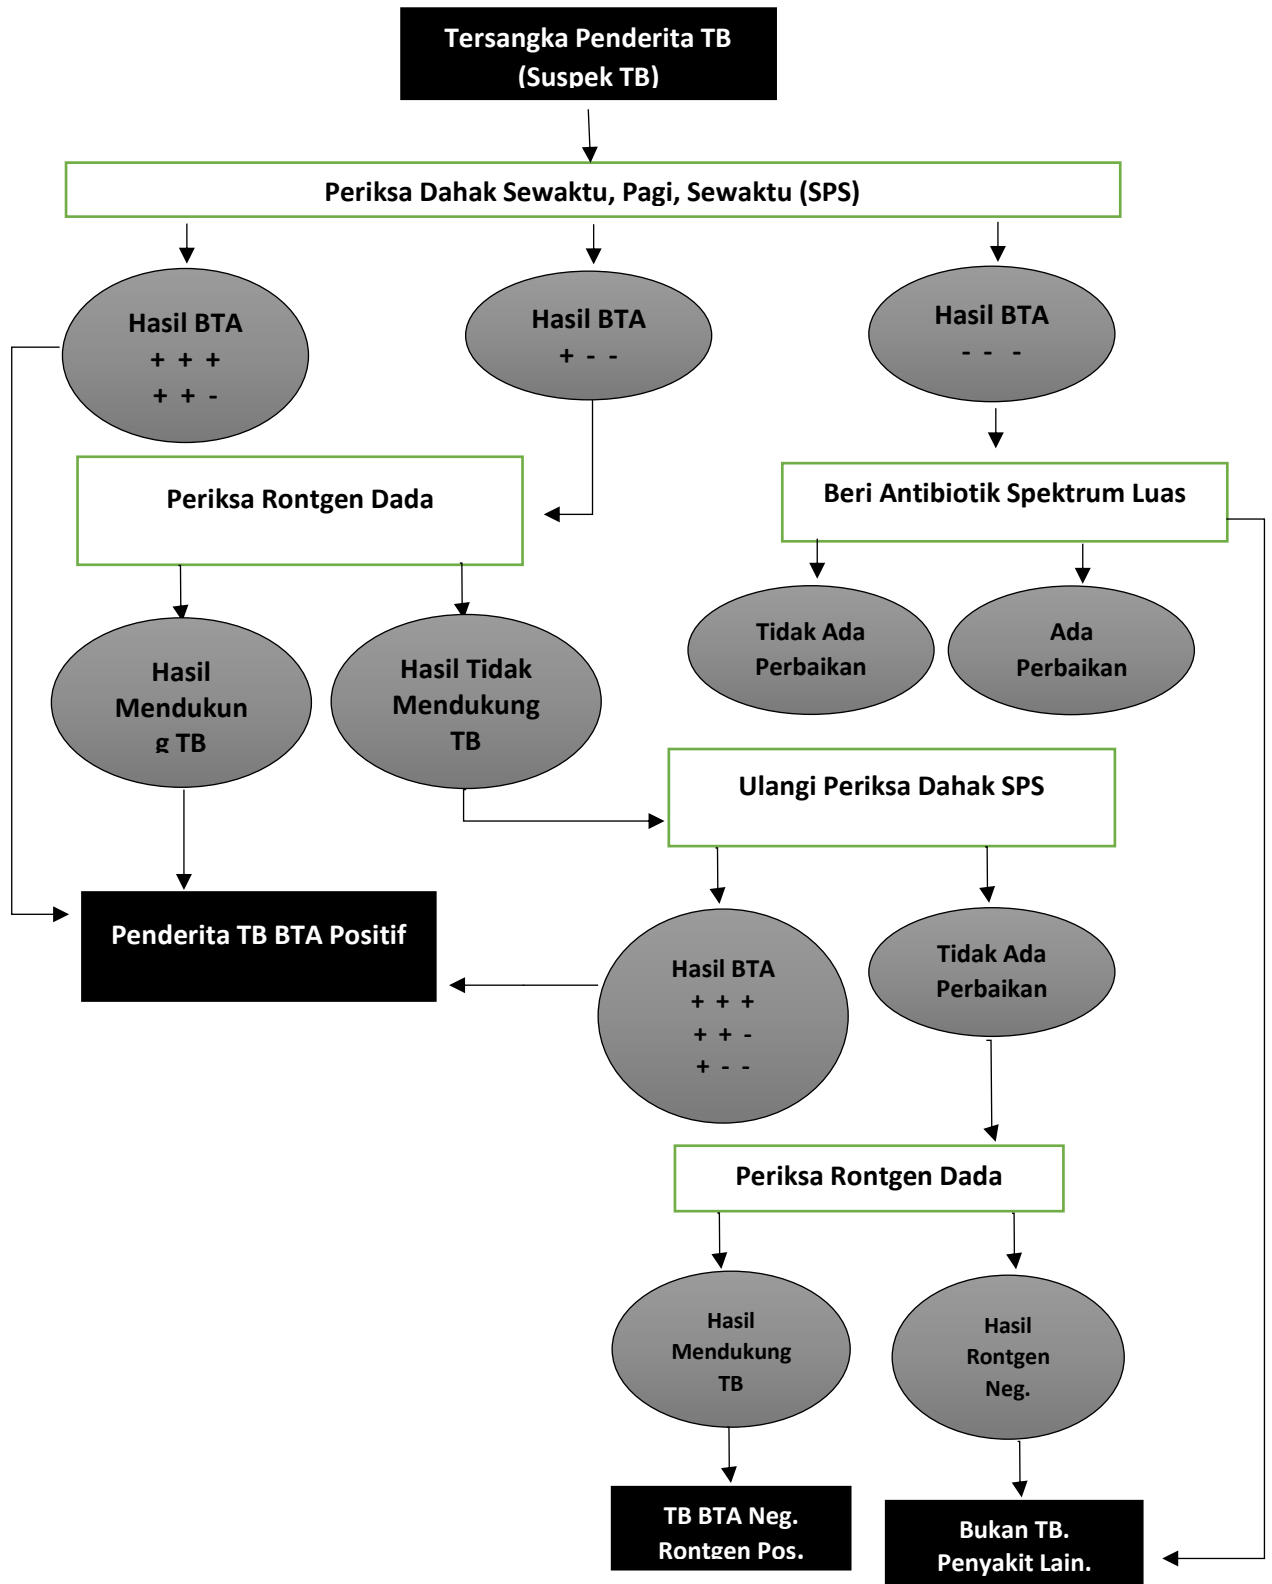 Tersangka Penderita TB
(Suspek TB)
Periksa Dahak Sewaktu, Pagi, Sewaktu (SPS)
Hasil BTA
+ + +
+ + -
Hasil BTA
+ - -
Hasil BTA
- - -
Periksa Rontgen Dada
Beri Antibiotik Spektrum Luas
Hasil
Mendukun
g TB
Hasil Tidak
Mendukung
TB
Tidak Ada
Perbaikan
Ada
Perbaikan
Ulangi Periksa Dahak SPS
Penderita TB BTA Positif
Hasil BTA
+ + +
+ + -
+ - -
Tidak Ada
Perbaikan
Periksa Rontgen Dada
Hasil
Mendukung
TB
Hasil
Rontgen
Neg.
TB BTA Neg.
Rontgen Pos.
Bukan TB.
Penyakit Lain.